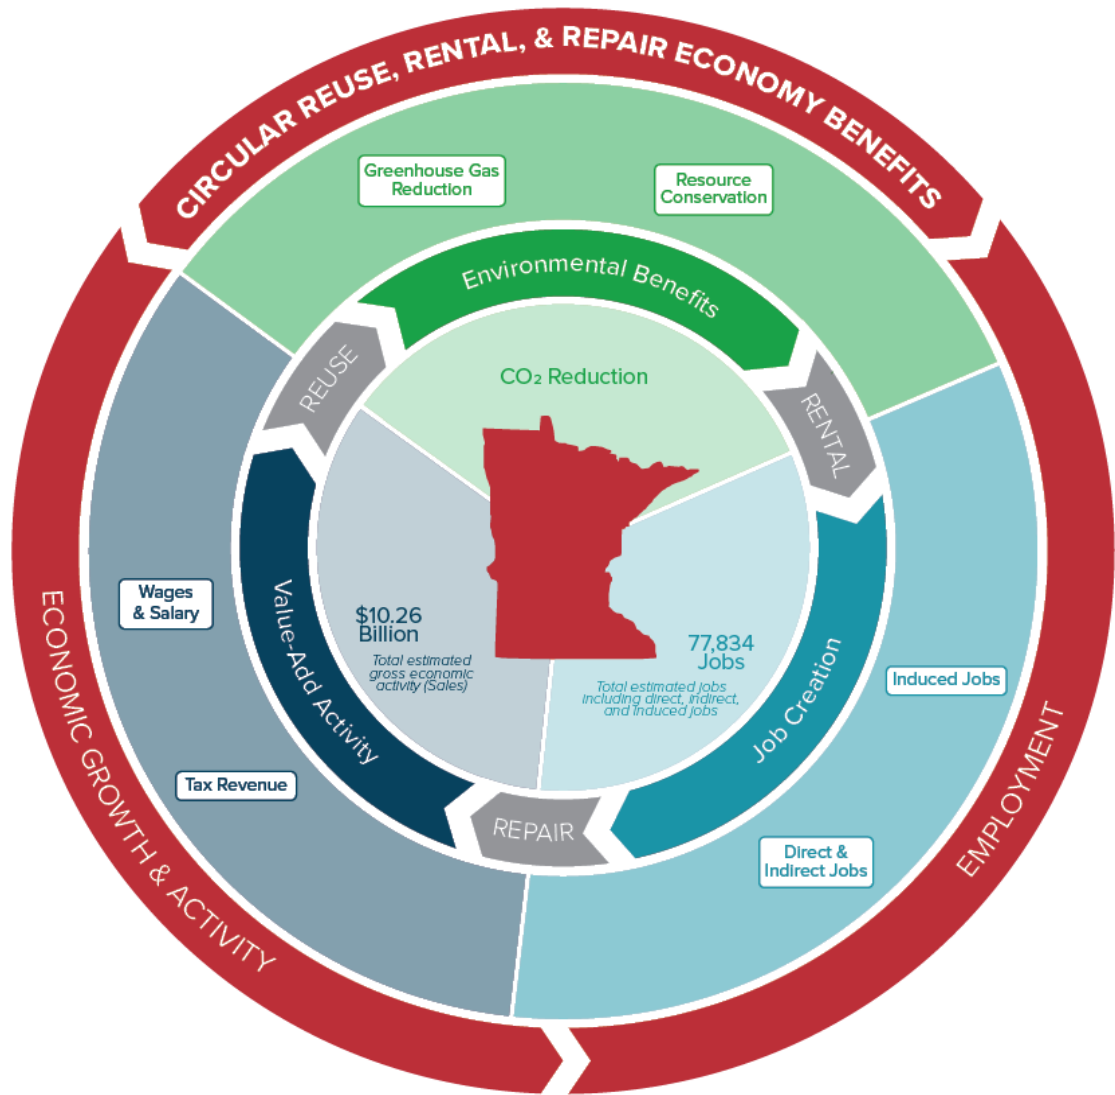 CIRCULAR REUSE, RENTAL, & REPAIR ECONOMY BENEFITS
Greenhouse Gas
Reduction
Resource
Conservation
Environmental Benefits
REUSE
RENTAL
CO₂ Reduction
Wages
& Salary
$10.26
Billion
Total estimated
gross economic
activity (Sales)
77,834
Jobs
Total estimated jobs
including direct, indirect,
and induced jobs
Value-Add Activity
Job Creation
Induced Jobs
Tax Revenue
REPAIR
Direct &
Indirect Jobs
ECONOMIC GROWTH & ACTIVITY
EMPLOYMENT